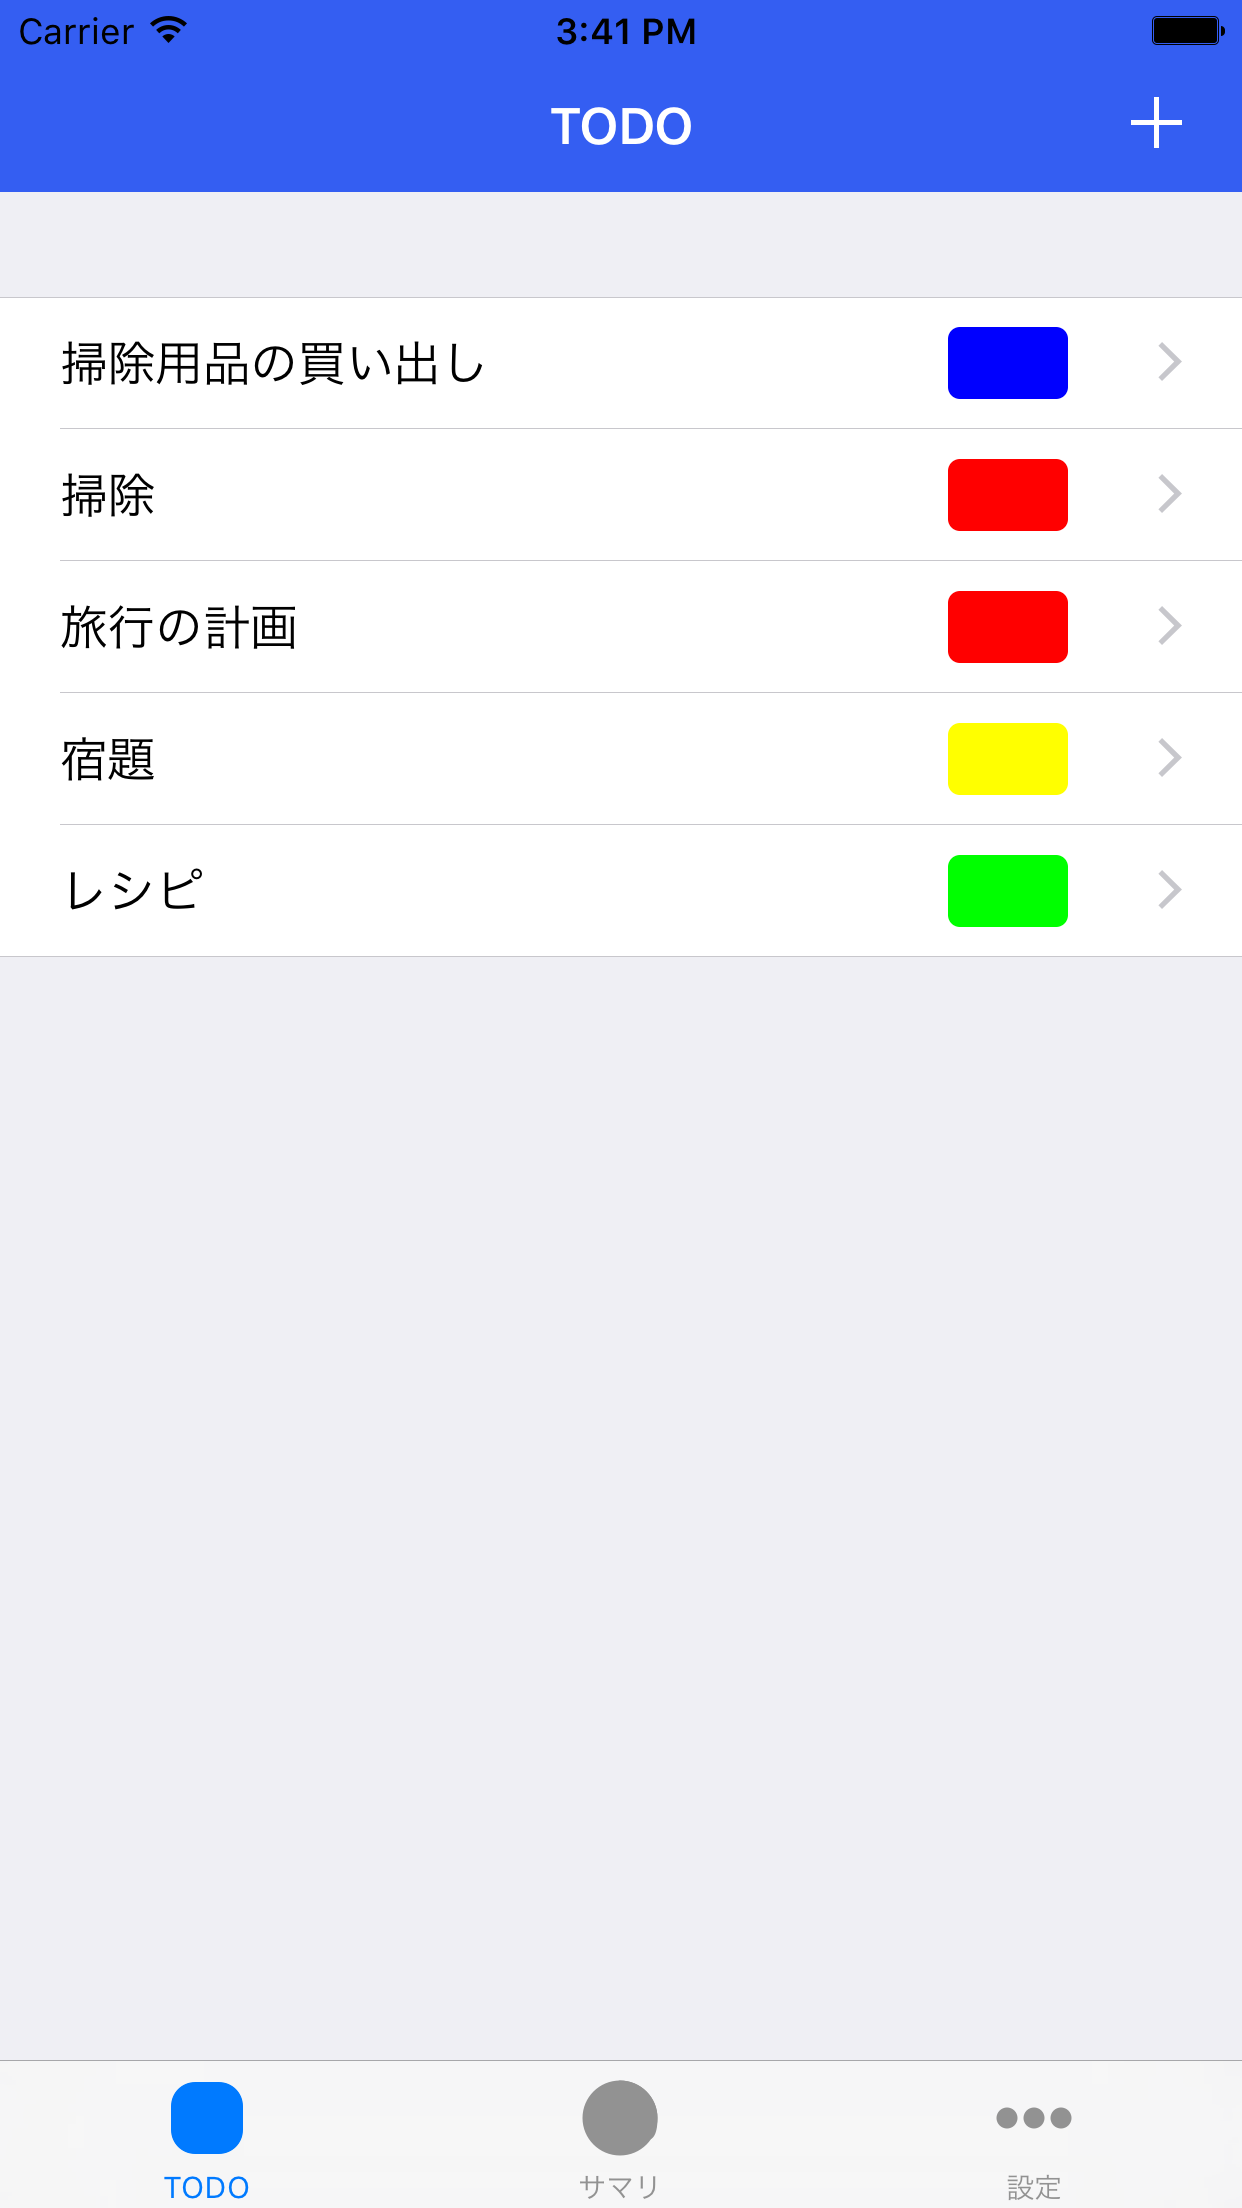 Carrier 3:41 PM
TODO
掃除用品の買い出し
掃除
旅行の計画
宿題
レシピ
TODO サマリ 設定